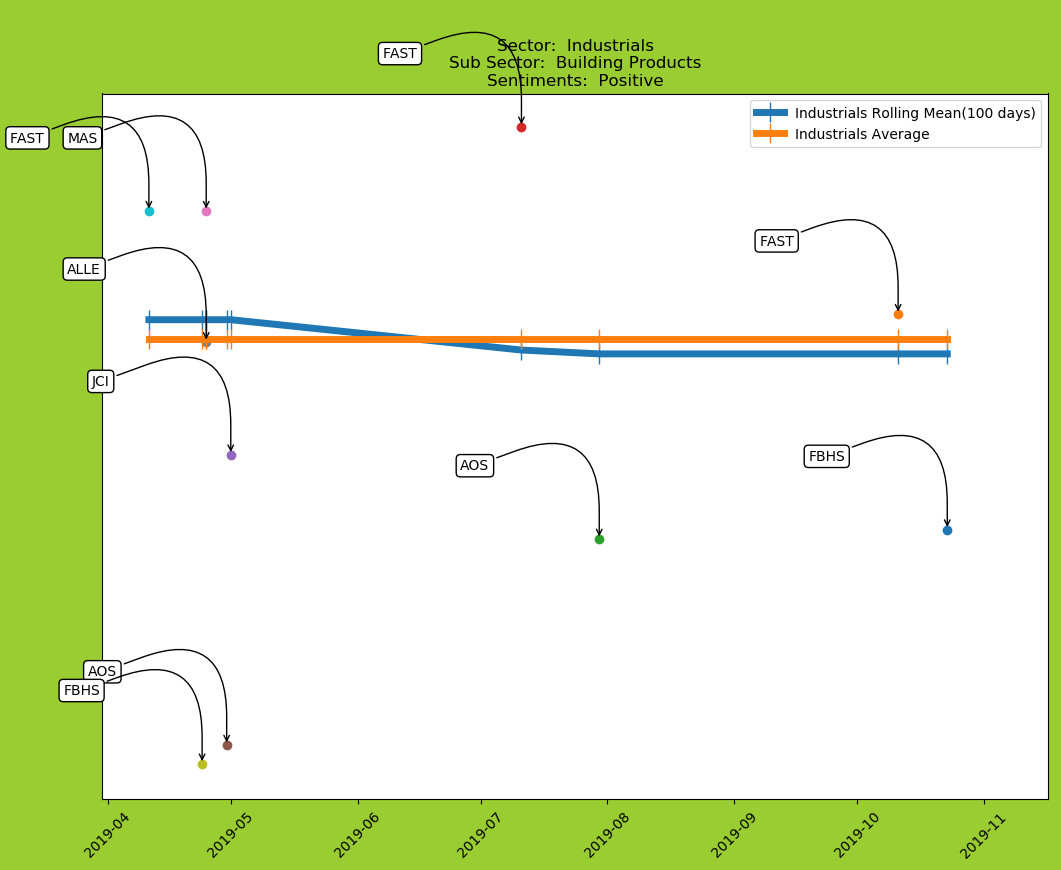 Sector:  Industrials
Sub Sector:  Building Products
Sentiments:  Positive
Industrials Rolling Mean(100 days)
Industrials Average
FAST
FAST
MAS
FAST
ALLE
JCI
FBHS
AOS
AOS
FBHS
2019-04
2019-05
2019-06
2019-07
2019-08
2019-09
2019-10
2019-11